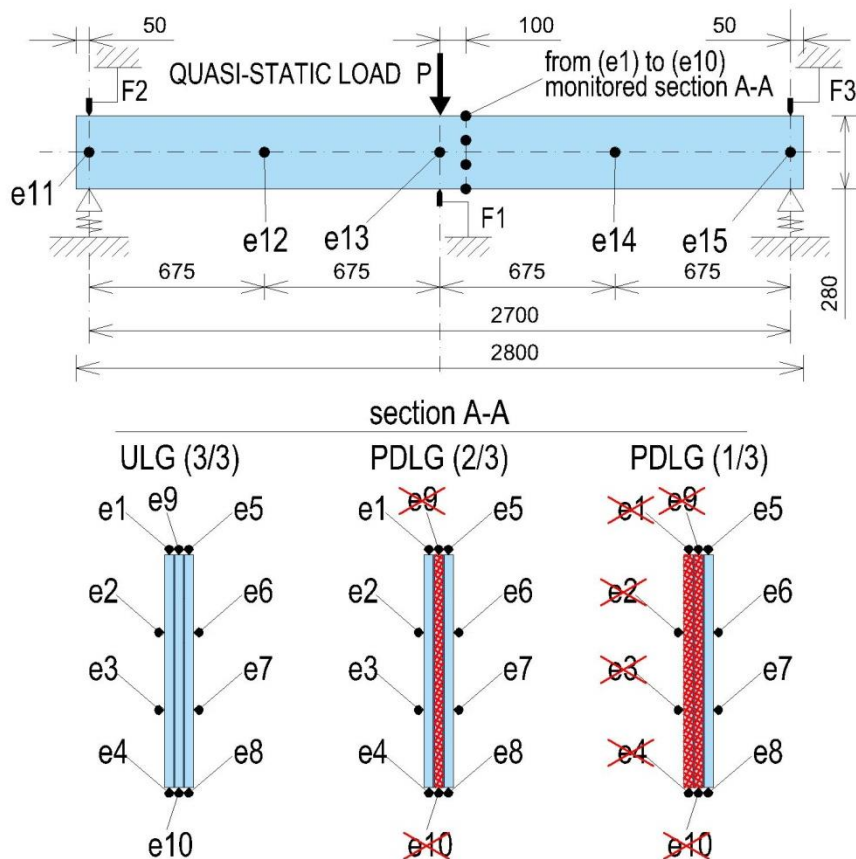 50 100 50
QUASI-STATIC LOAD P
from (e1) to (e10)
monitored section A-A
F2 F3
e11 e12 e13 F1 e14 e15
675 675 675 675
280
2700
2800
section A-A
ULG (3/3) PDLG (2/3) PDLG (1/3)
e9 e9 e9
e1 e5 e1 e5 e1 e5
e2 e6 e2 e6 e2 e6
e3 e7 e3 e7 e3 e7
e4 e8 e4 e8 e4 e8
e10 e10 e10